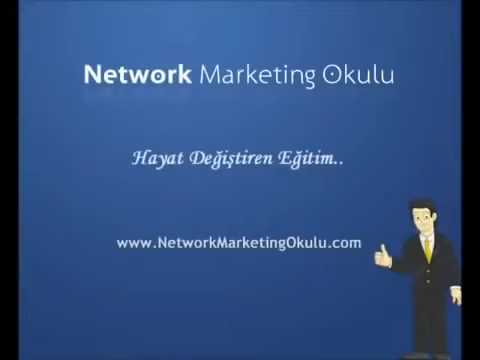 Network Marketing Okulu
Hayat Değiştiren Eğitim..
www.NetworkMarketingOkulu.com